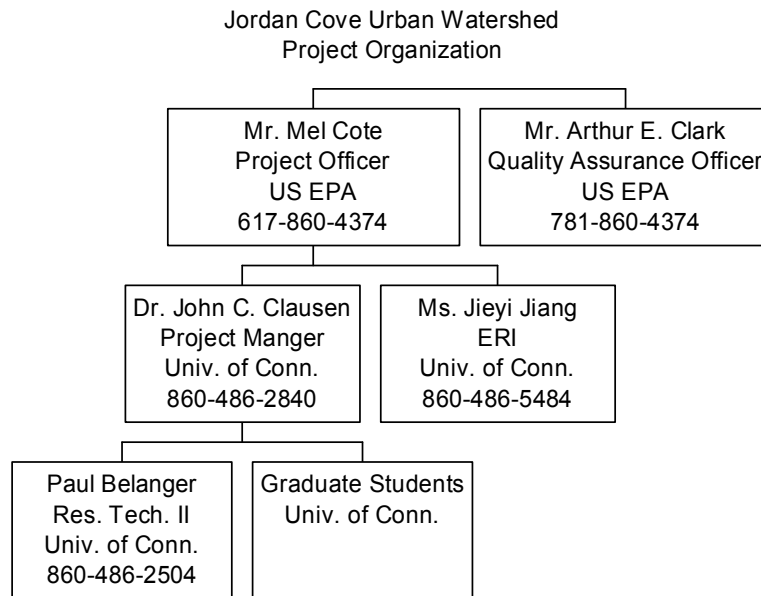 Jordan Cove Urban Watershed
Project Organization
Mr. Mel Cote
Project Officer
US EPA
617-860-4374
Mr. Arthur E. Clark
Quality Assurance Officer
US EPA
781-860-4374
Dr. John C. Clausen
Project Manger
Univ. of Conn.
860-486-2840
Ms. Jieyi Jiang
ERI
Univ. of Conn.
860-486-5484
Paul Belanger
Res. Tech. II
Univ. of Conn.
860-486-2504
Graduate Students
Univ. of Conn.